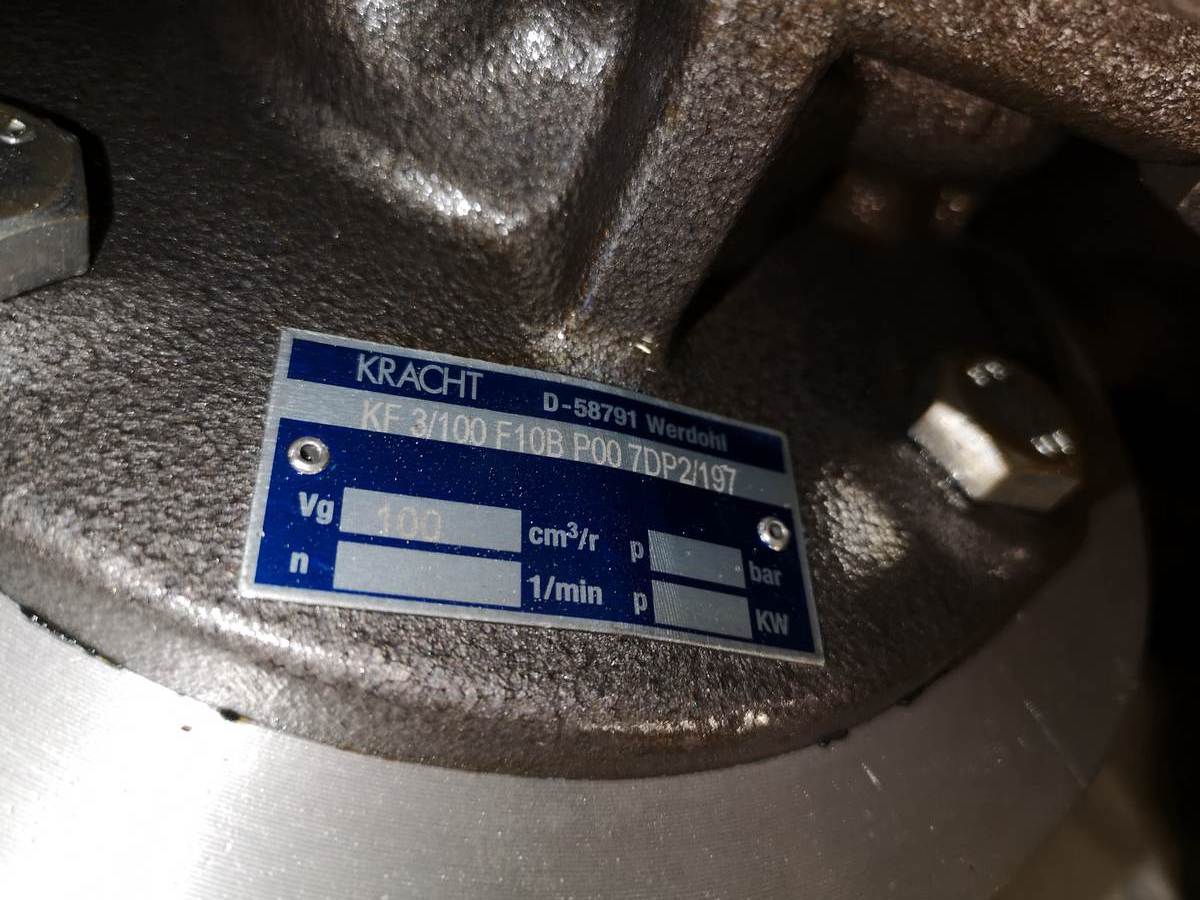 KRACHT D-58791 Werdohl
KF 3/100 F10B P00 7DP2/197
Vg 100 cm³/r p bar
n 1/min p KW